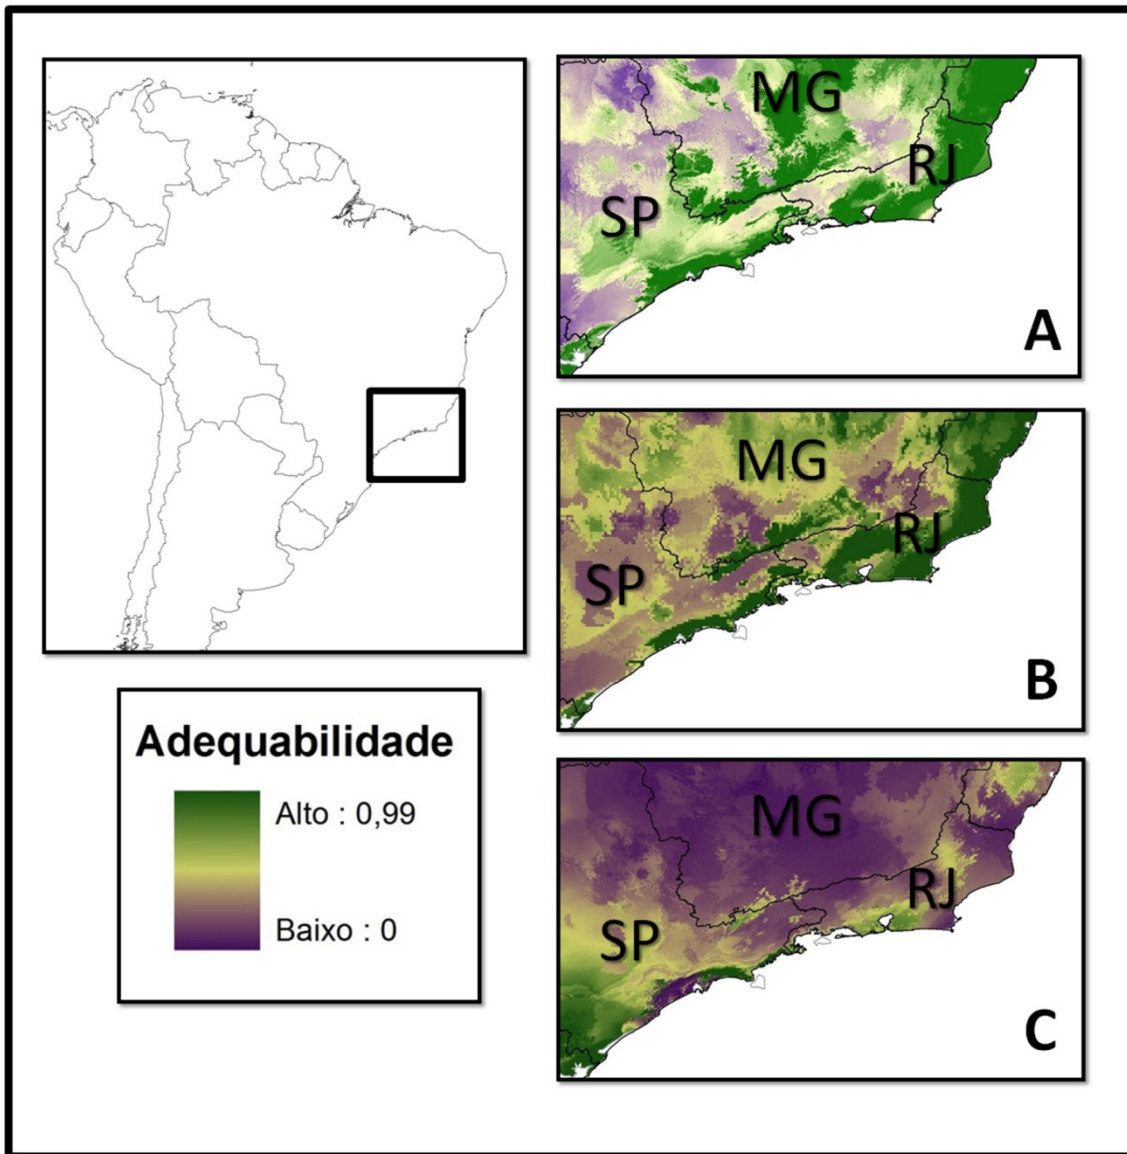 MG
RJ
SP
A
MG
RJ
SP
B
Adequabilidade
Alto : 0,99
Baixo : 0
MG
RJ
SP
C